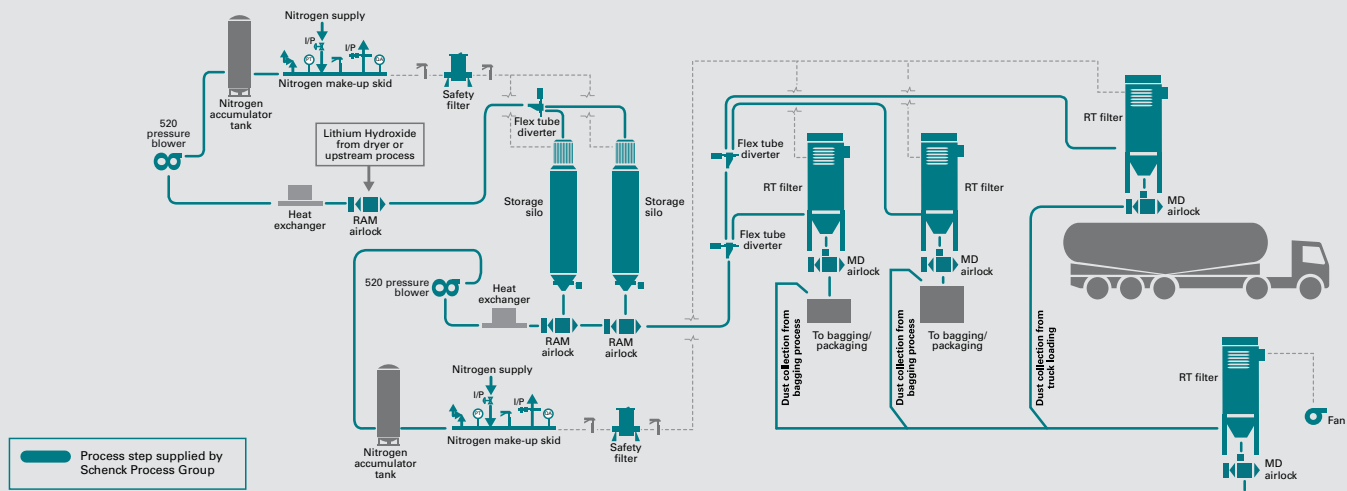 Nitrogen supply
I/P
I/P
PT
OA
Nitrogen make-up skid
Nitrogen
accumulator
tank
Safety
filter
520
pressure
blower
Lithium Hydroxide
from dryer or
upstream process
Flex tube
diverter
Heat
exchanger
RAM
airlock
Storage
silo
Storage
silo
Flex tube
diverter
RT filter
RT filter
RT filter
MD
airlock
Flex tube
diverter
MD
airlock
MD
airlock
520 pressure
blower
Heat
exchanger
RAM
airlock
RAM
airlock
To bagging/
packaging
To bagging/
packaging
Dust collection from
bagging process
Dust collection from
bagging process
Dust collection from
truck loading
Nitrogen supply
I/P
I/P
PT
OA
Nitrogen make-up skid
Nitrogen
accumulator
tank
Safety
filter
RT filter
Fan
MD
airlock
Process step supplied by
Schenck Process Group